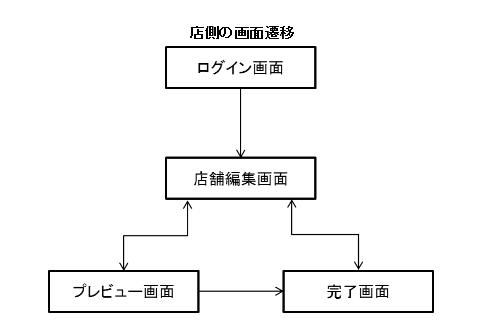 店側の画面遷移
ログイン画面
店舗編集画面
プレビュー画面
完了画面